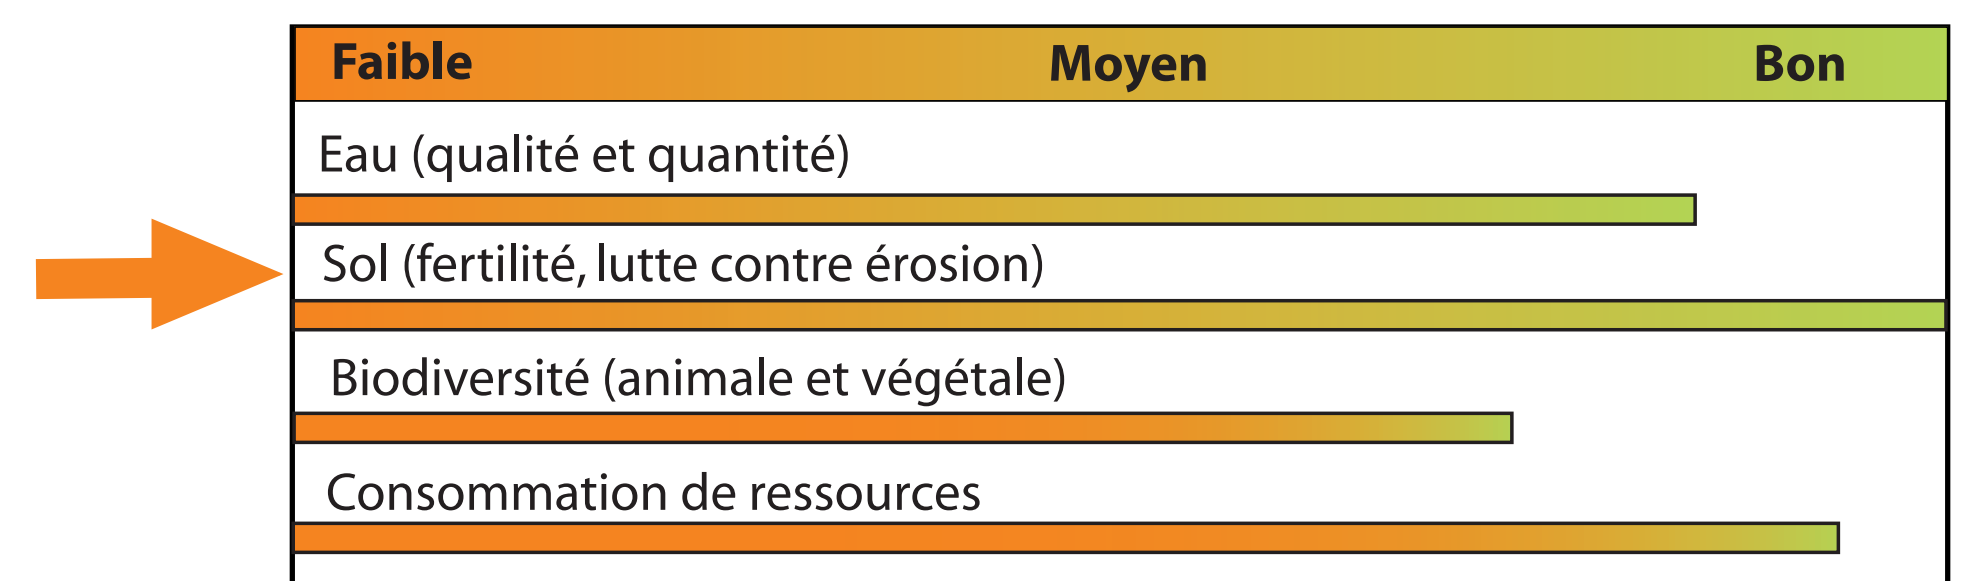 Faible Moyen Bon
Eau (qualité et quantité)
Sol (fertilité, lutte contre érosion)
Biodiversité (animale et végétale)
Consommation de ressources